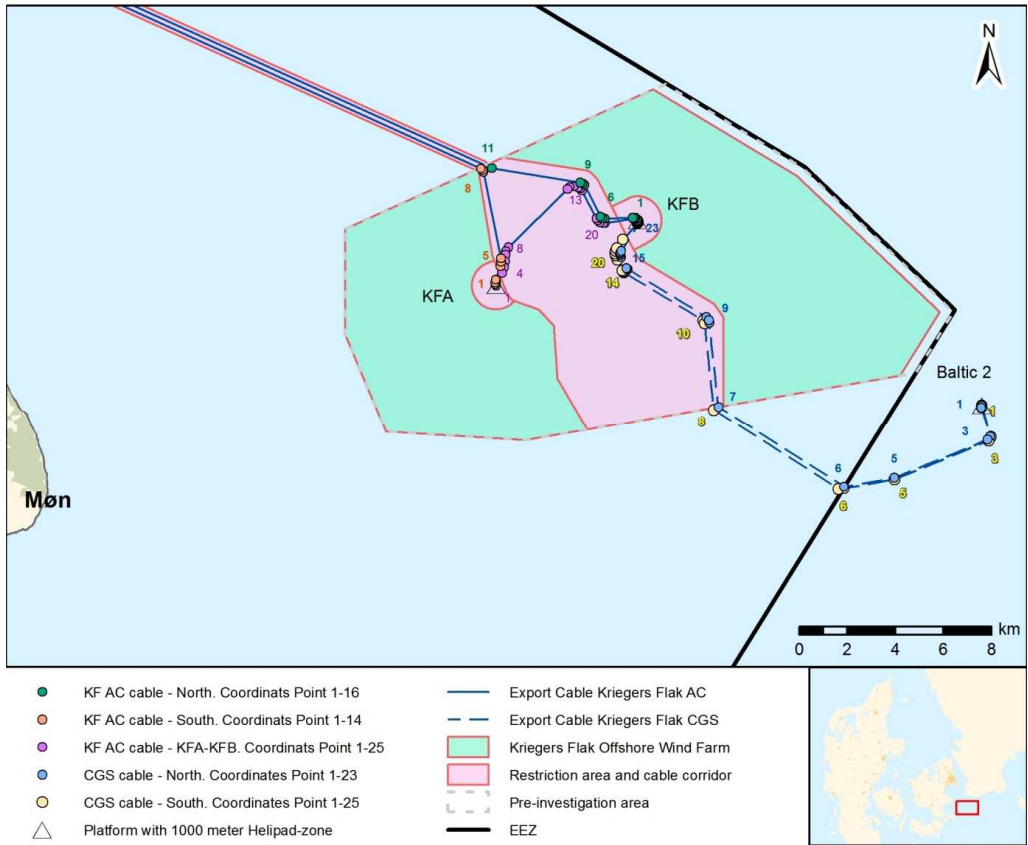 N
11
9
8
13
6
1
KFB
20
23
8
5
20
15
14
4
1
1
KFA
9
10
Baltic 2
7
1
1
8
3
3
5
6
5
6
Møn
km
0 2 4 6 8
KF AC cable - North. Coordinats Point 1-16
KF AC cable - South. Coordinats Point 1-14
KF AC cable - KFA-KFB. Coordinats Point 1-25
CGS cable - North. Coordinates Point 1-23
CGS cable - South. Coordinates Point 1-25
Platform with 1000 meter Helipad-zone
Export Cable Kriegers Flak AC
Export Cable Kriegers Flak CGS
Kriegers Flak Offshore Wind Farm
Restriction area and cable corridor
Pre-investigation area
EEZ